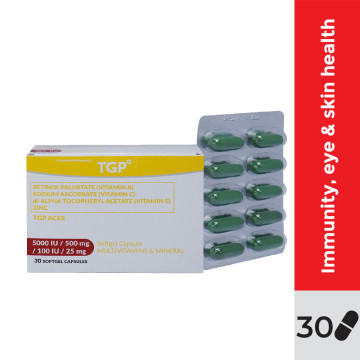 TGP
RETINOL PALMITATE (VITAMIN A)
SODIUM ASCORBATE (VITAMIN C)
dl-ALPHA TOCOPHERYL ACETATE (VITAMIN E)
ZINC
TGP ACEZ
5000 IU / 500 mg
/ 100 IU / 25 mg
Softgel Capsule
MULTIVITAMINS & MINERAL
30 SOFTGEL CAPSULES
Immunity, eye & skin health
30